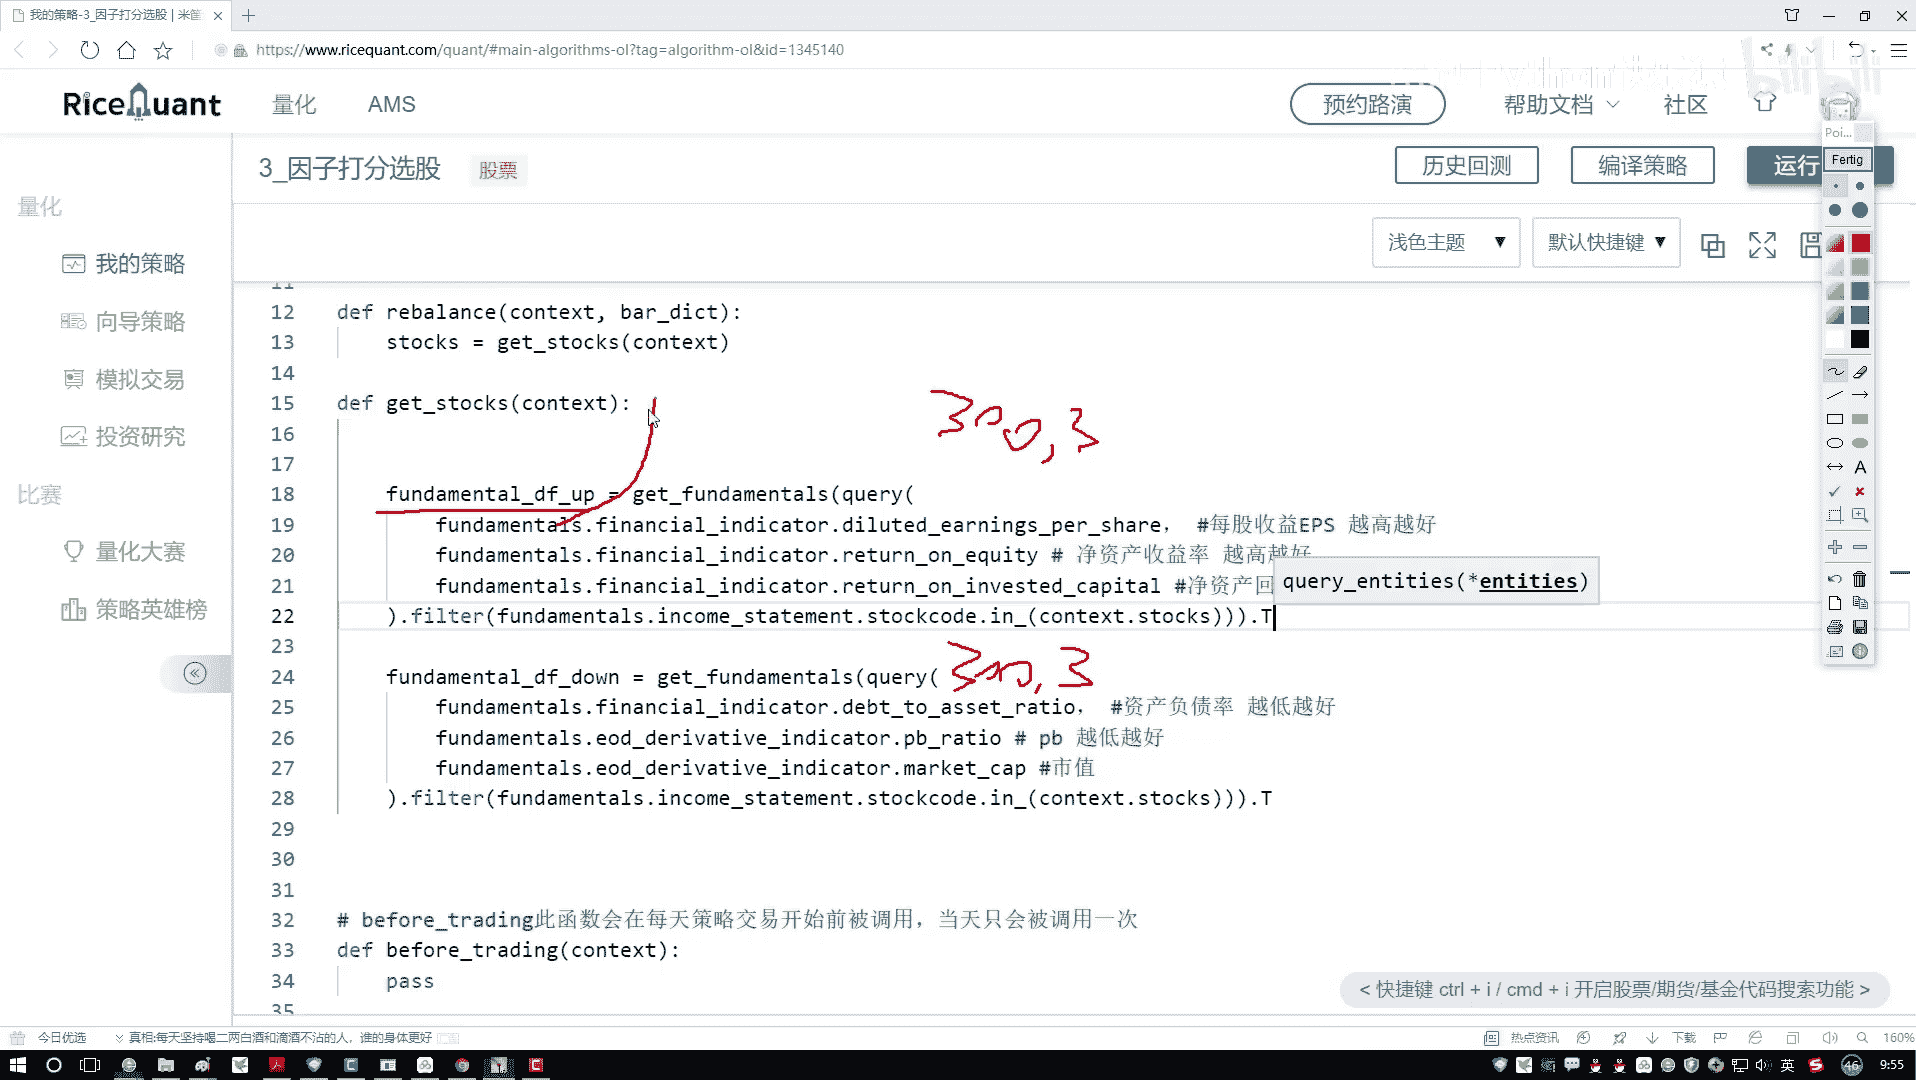 我的策略-3_因子打分选股 | 米筐
https://www.ricequant.com/quant/#main-algorithms-ol?tag=algorithm-ol&id=1345140
RiceQuant 量化 AMS 预约路演 帮助文档 社区
Poi...
Fertig
3_因子打分选股 股票 历史回测 编译策略 运行
量化
我的策略
向导策略
模拟交易
投资研究
比赛
量化大赛
策略英雄榜
浅色主题 默认快捷键
11
12 def rebalance(context, bar_dict):
13 stocks = get_stocks(context)
14
15 def get_stocks(context):
300,3
16
17
18 fundamental_df_up = get_fundamentals(query(
19 fundamentals.financial_indicator.diluted_earnings_per_share, #每股收益EPS 越高越好
20 fundamentals.financial_indicator.return_on_equity # 净资产收益率 越高越好
21 fundamentals.financial_indicator.return_on_invested_capital #净资产回
query_entities(*entities)
22 ).filter(fundamentals.income_statement.stockcode.in_(context.stocks))).T
23
24 fundamental_df_down = get_fundamentals(query(
300,3
25 fundamentals.financial_indicator.debt_to_asset_ratio, #资产负债率 越低越好
26 fundamentals.eod_derivative_indicator.pb_ratio # pb 越低越好
27 fundamentals.eod_derivative_indicator.market_cap #市值
28 ).filter(fundamentals.income_statement.stockcode.in_(context.stocks))).T
29
30
31
32 # before_trading此函数会在每天策略交易开始前被调用，当天只会被调用一次
33 def before_trading(context):
34 pass
35
< 快捷键 ctrl + i / cmd + i 开启股票/期货/基金代码搜索功能 >
今日优选 真相:每天坚持喝二两白酒和滴酒不沾的人，谁的身体更好 热点资讯 下载 160%
英 46 9:55